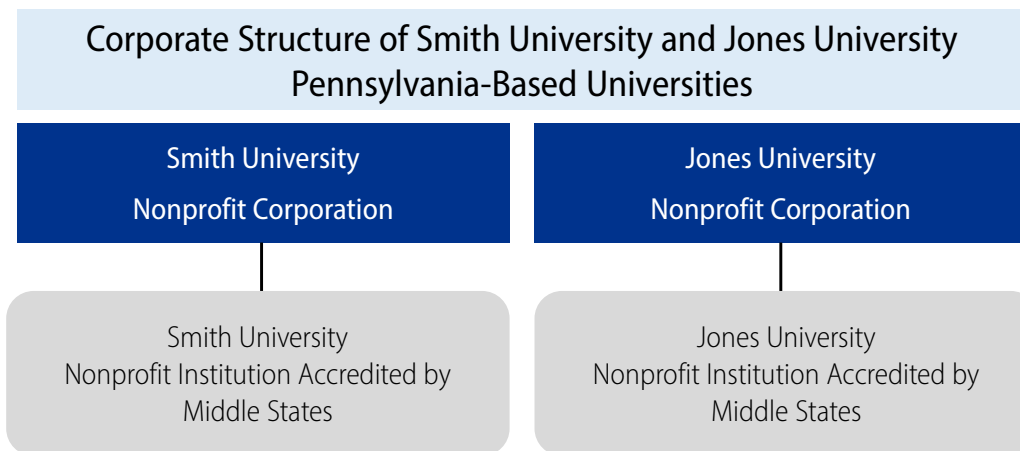 Corporate Structure of Smith University and Jones University
Pennsylvania-Based Universities
Smith University
Nonprofit Corporation
Jones University
Nonprofit Corporation
Smith University
Nonprofit Institution Accredited by
Middle States
Jones University
Nonprofit Institution Accredited by
Middle States